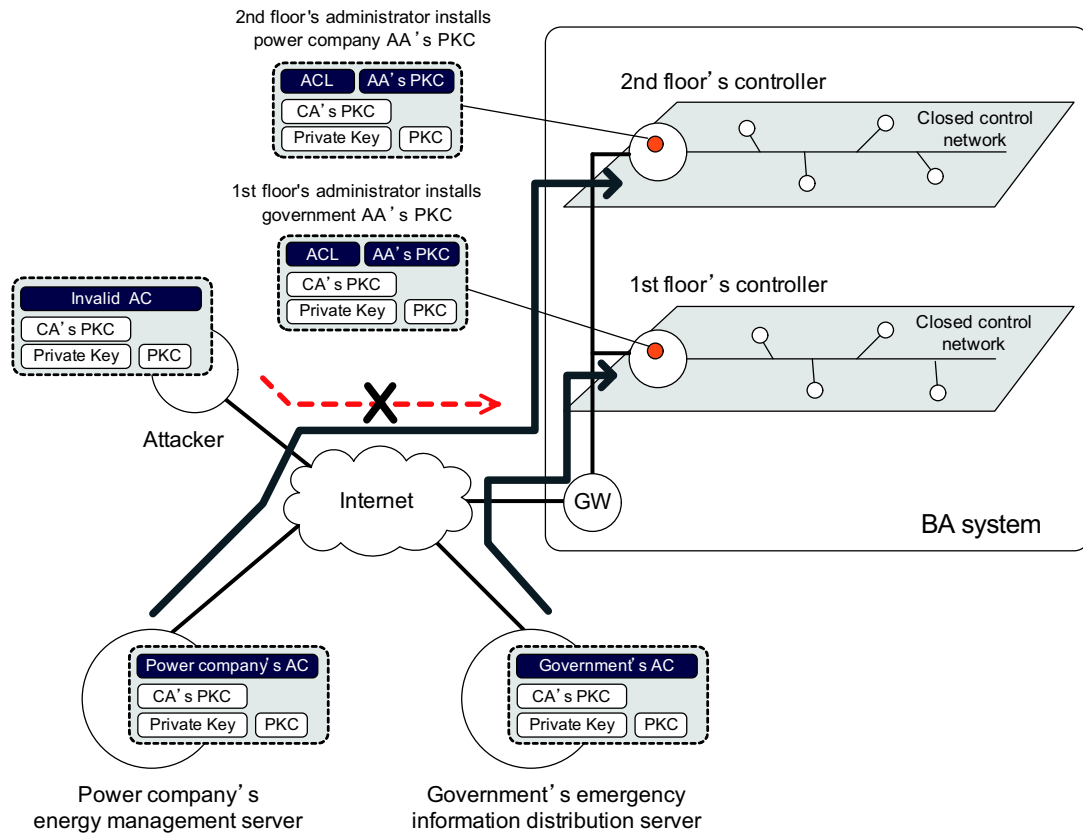 2nd floor's administrator installs
power company AA's PKC
ACL
AA's PKC
CA's PKC
Private Key
PKC
2nd floor's controller
Closed control
network
1st floor's administrator installs
government AA's PKC
ACL
AA's PKC
CA's PKC
Private Key
PKC
1st floor's controller
Closed control
network
Invalid AC
CA's PKC
Private Key
PKC
Attacker
Internet
GW
BA system
Power company's AC
CA's PKC
Private Key
PKC
Government's AC
CA's PKC
Private Key
PKC
Power company's
energy management server
Government's emergency
information distribution server